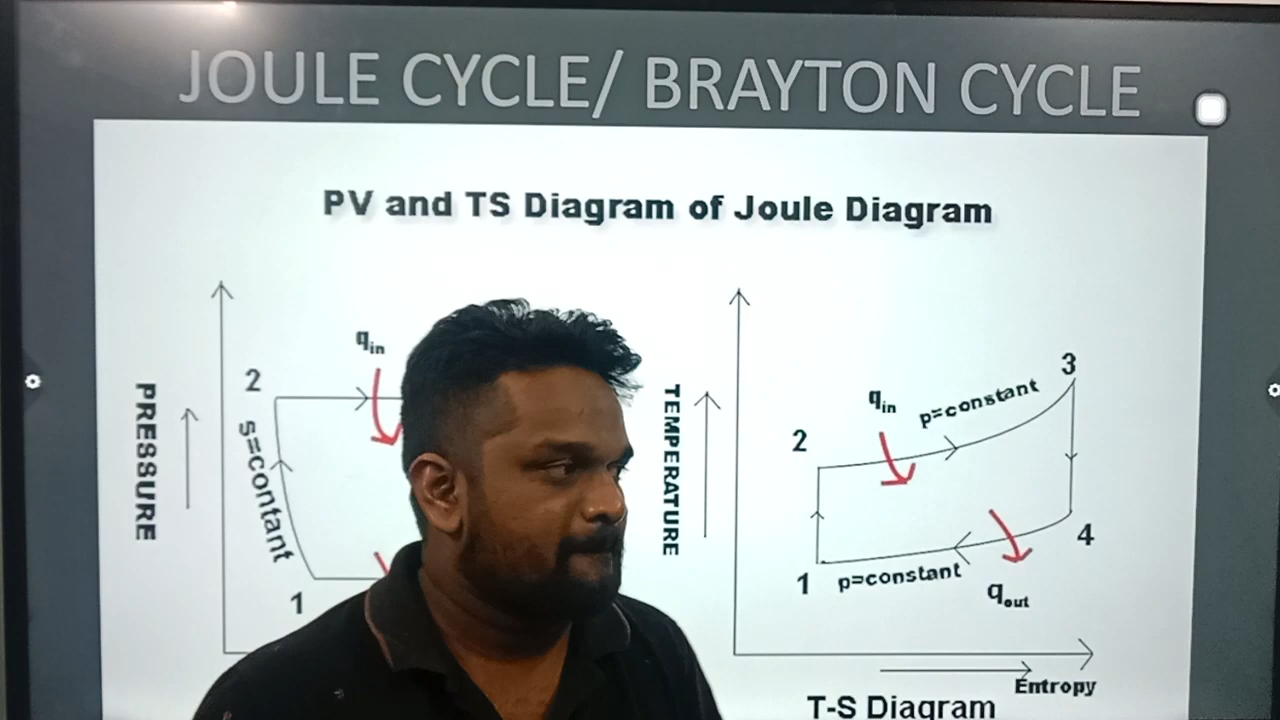 JOULE CYCLE/ BRAYTON CYCLE
PV and TS Diagram of Joule Diagram
PRESSURE
2
qin
s=contant
1
TEMPERATURE
2
qin
p=constant
3
1
p=constant
4
qout
Entropy
T-S Diagram